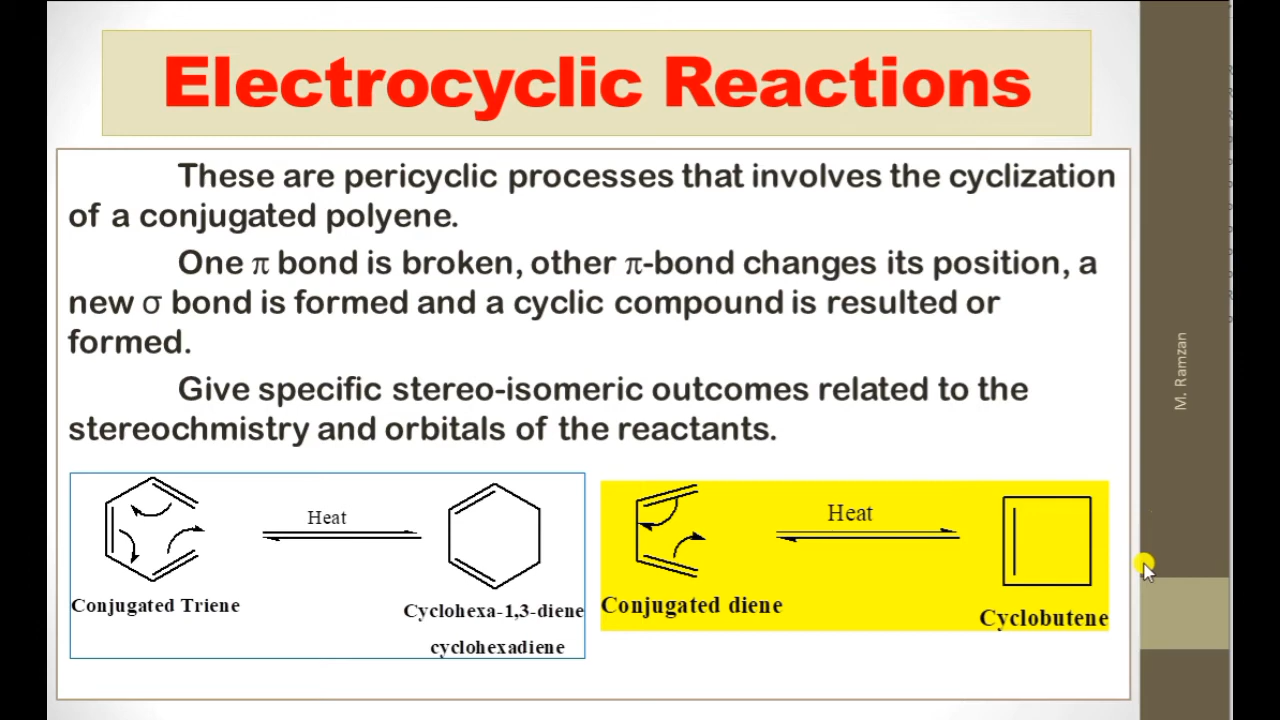 Electrocyclic Reactions
These are pericyclic processes that involves the cyclization
of a conjugated polyene.
One π bond is broken, other π-bond changes its position, a
new σ bond is formed and a cyclic compound is resulted or
formed.
Give specific stereo-isomeric outcomes related to the
stereochmistry and orbitals of the reactants.
Heat
Conjugated Triene
Cyclohexa-1,3-diene
cyclohexadiene
Heat
Conjugated diene
Cyclobutene
M. Ramzan